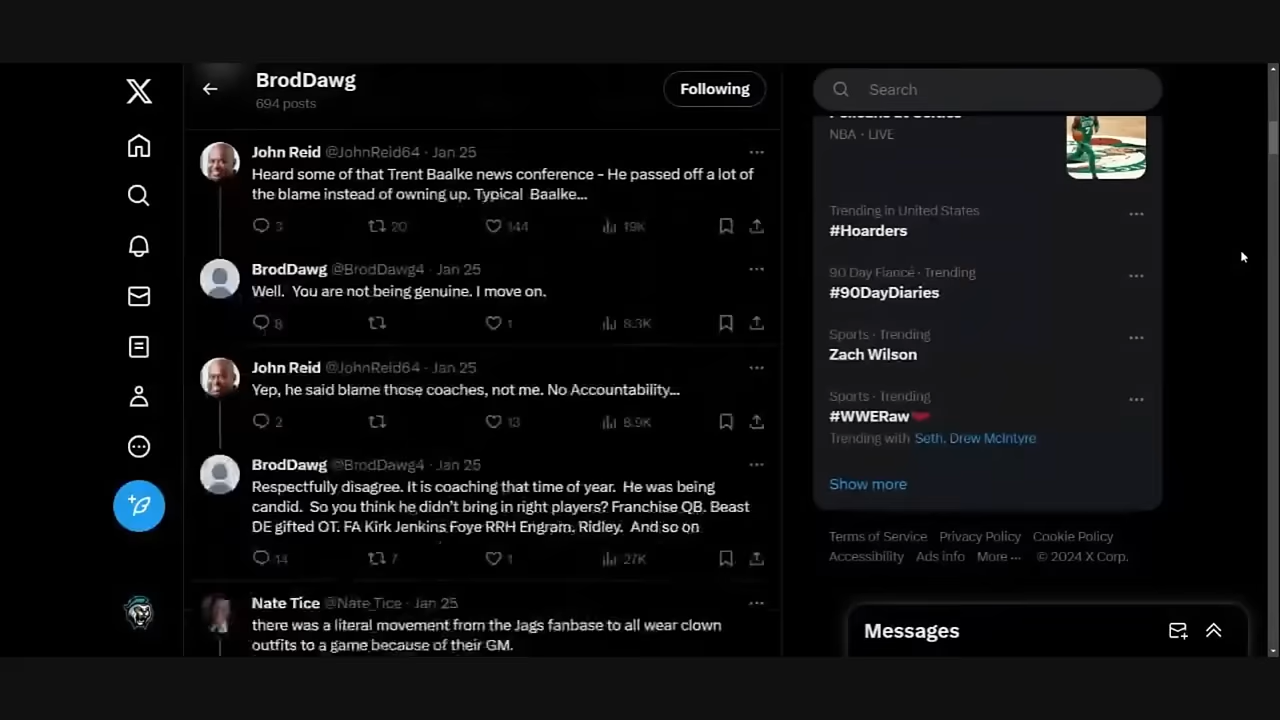 BrodDawg
694 posts
Following
John Reid @JohnReid64 · Jan 25
Heard some of that Trent Baalke news conference - He passed off a lot of
the blame instead of owning up. Typical Baalke...
3 20 144 19K
BrodDawg @BrodDawg4 · Jan 25
Well. You are not being genuine. I move on.
8 1 8.3K
John Reid @JohnReid64 · Jan 25
Yep, he said blame those coaches, not me. No Accountability...
2 13 8.9K
BrodDawg @BrodDawg4 · Jan 25
Respectfully disagree. It is coaching that time of year. He was being
candid. So you think he didn't bring in right players? Franchise QB. Beast
DE gifted OT. FA Kirk Jenkins Foye RRH Engram. Ridley. And so on
14 7 1 27K
Nate Tice @Nate_Tice · Jan 25
there was a literal movement from the Jags fanbase to all wear clown
outfits to a game because of their GM.
Search
NBA · LIVE
Trending in United States
#Hoarders
90 Day Fiancé · Trending
#90DayDiaries
Sports · Trending
Zach Wilson
Sports · Trending
#WWERaw
Trending with Seth, Drew McIntyre
Show more
Terms of Service Privacy Policy Cookie Policy
Accessibility Ads info More ··· © 2024 X Corp.
Messages